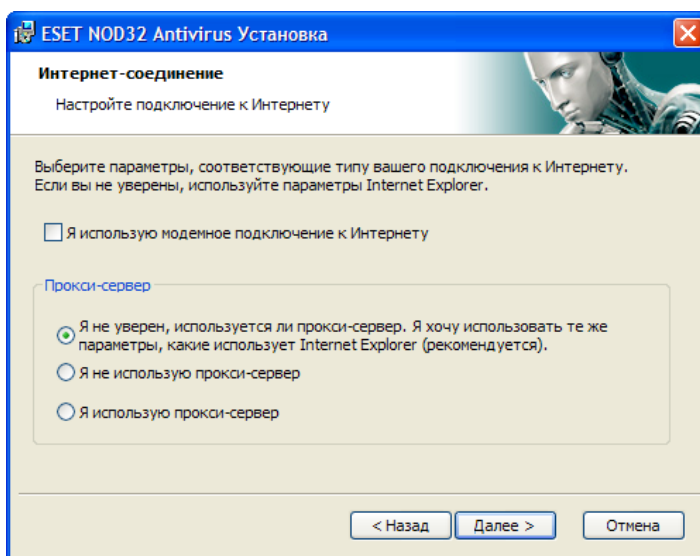 ESET NOD32 Antivirus Установка
Интернет-соединение
Настройте подключение к Интернету
Выберите параметры, соответствующие типу вашего подключения к Интернету.
Если вы не уверены, используйте параметры Internet Explorer.
Я использую модемное подключение к Интернету
Прокси-сервер
Я не уверен, используется ли прокси-сервер. Я хочу использовать те же
параметры, какие использует Internet Explorer (рекомендуется).
Я не использую прокси-сервер
Я использую прокси-сервер
< Назад Далее > Отмена